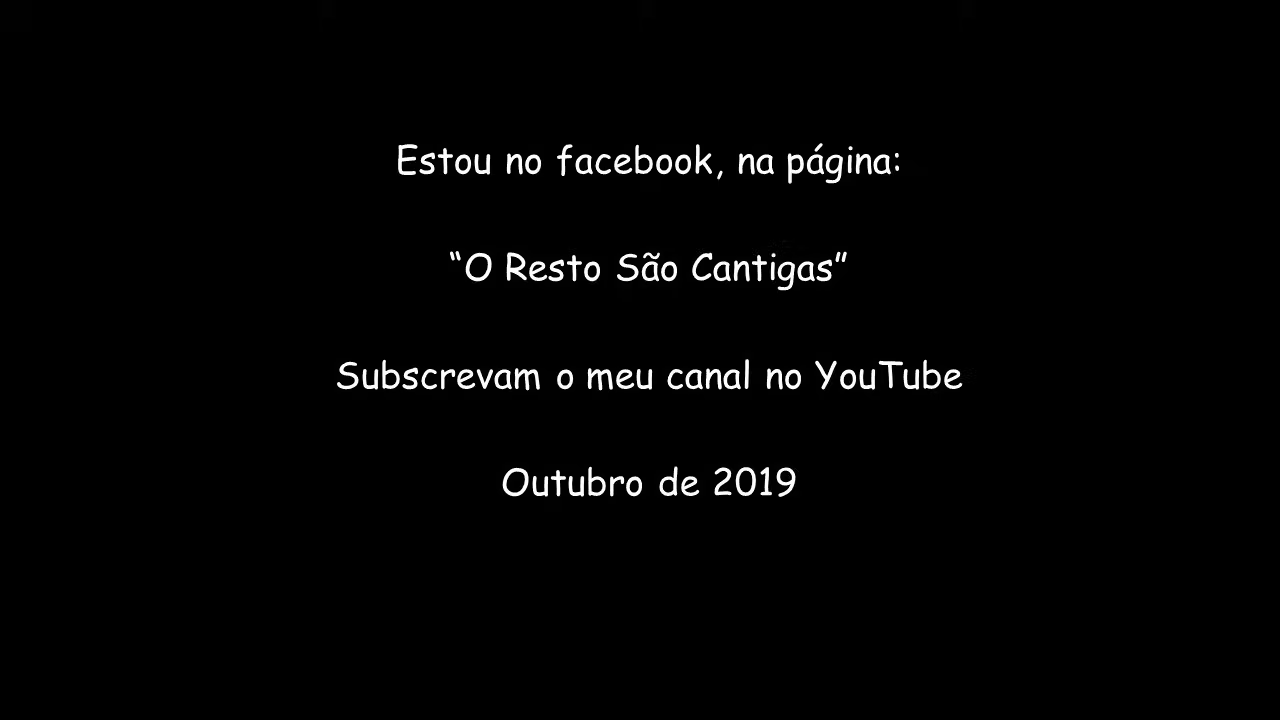 Estou no facebook, na página:
“O Resto São Cantigas”
Subscrevam o meu canal no YouTube
Outubro de 2019